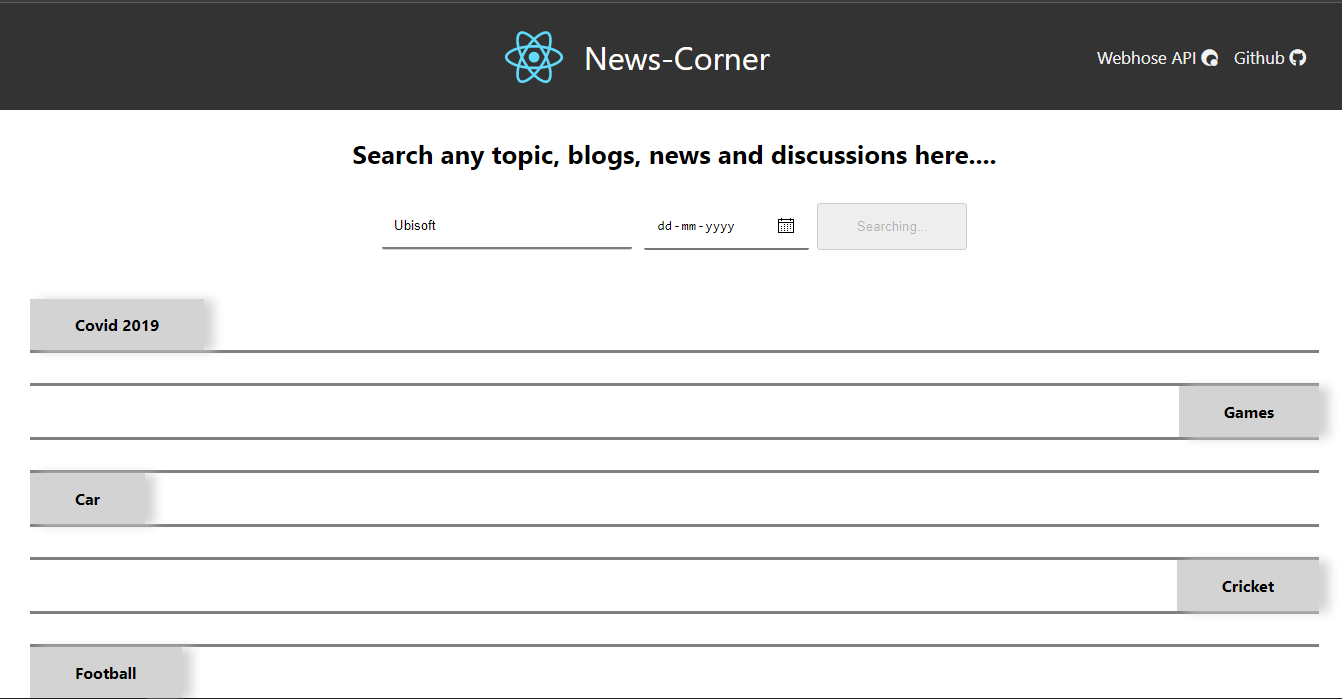 News-Corner
Webhose API Github
Search any topic, blogs, news and discussions here....
Ubisoft dd-mm-yyyy Searching...
Covid 2019
Games
Car
Cricket
Football